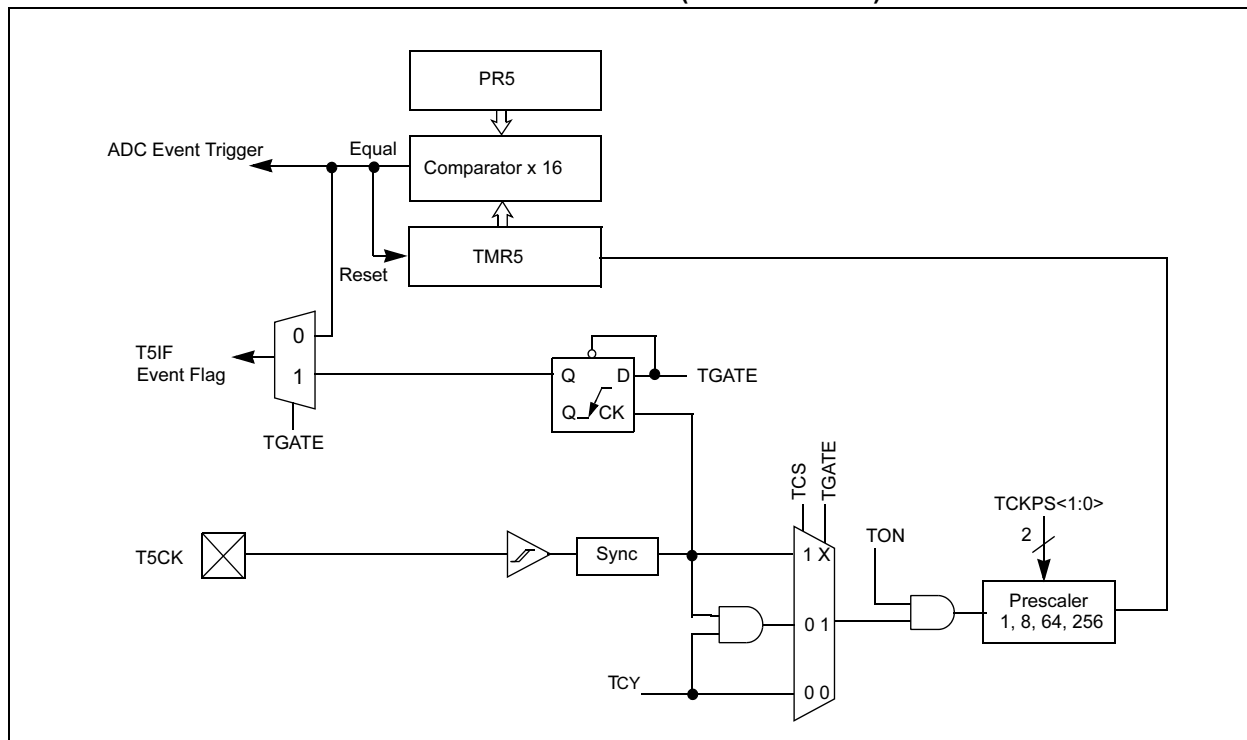 (
)
PR5
ADC Event Trigger
Equal
Comparator x 16
TMR5
Reset
0
1
T5IF
Event Flag
TGATE
Q
D
TGATE
Q
CK
TCS
TGATE
TCKPS<1:0>
2
TON
T5CK
Sync
1 X
0 1
0 0
Prescaler
1, 8, 64, 256
TCY